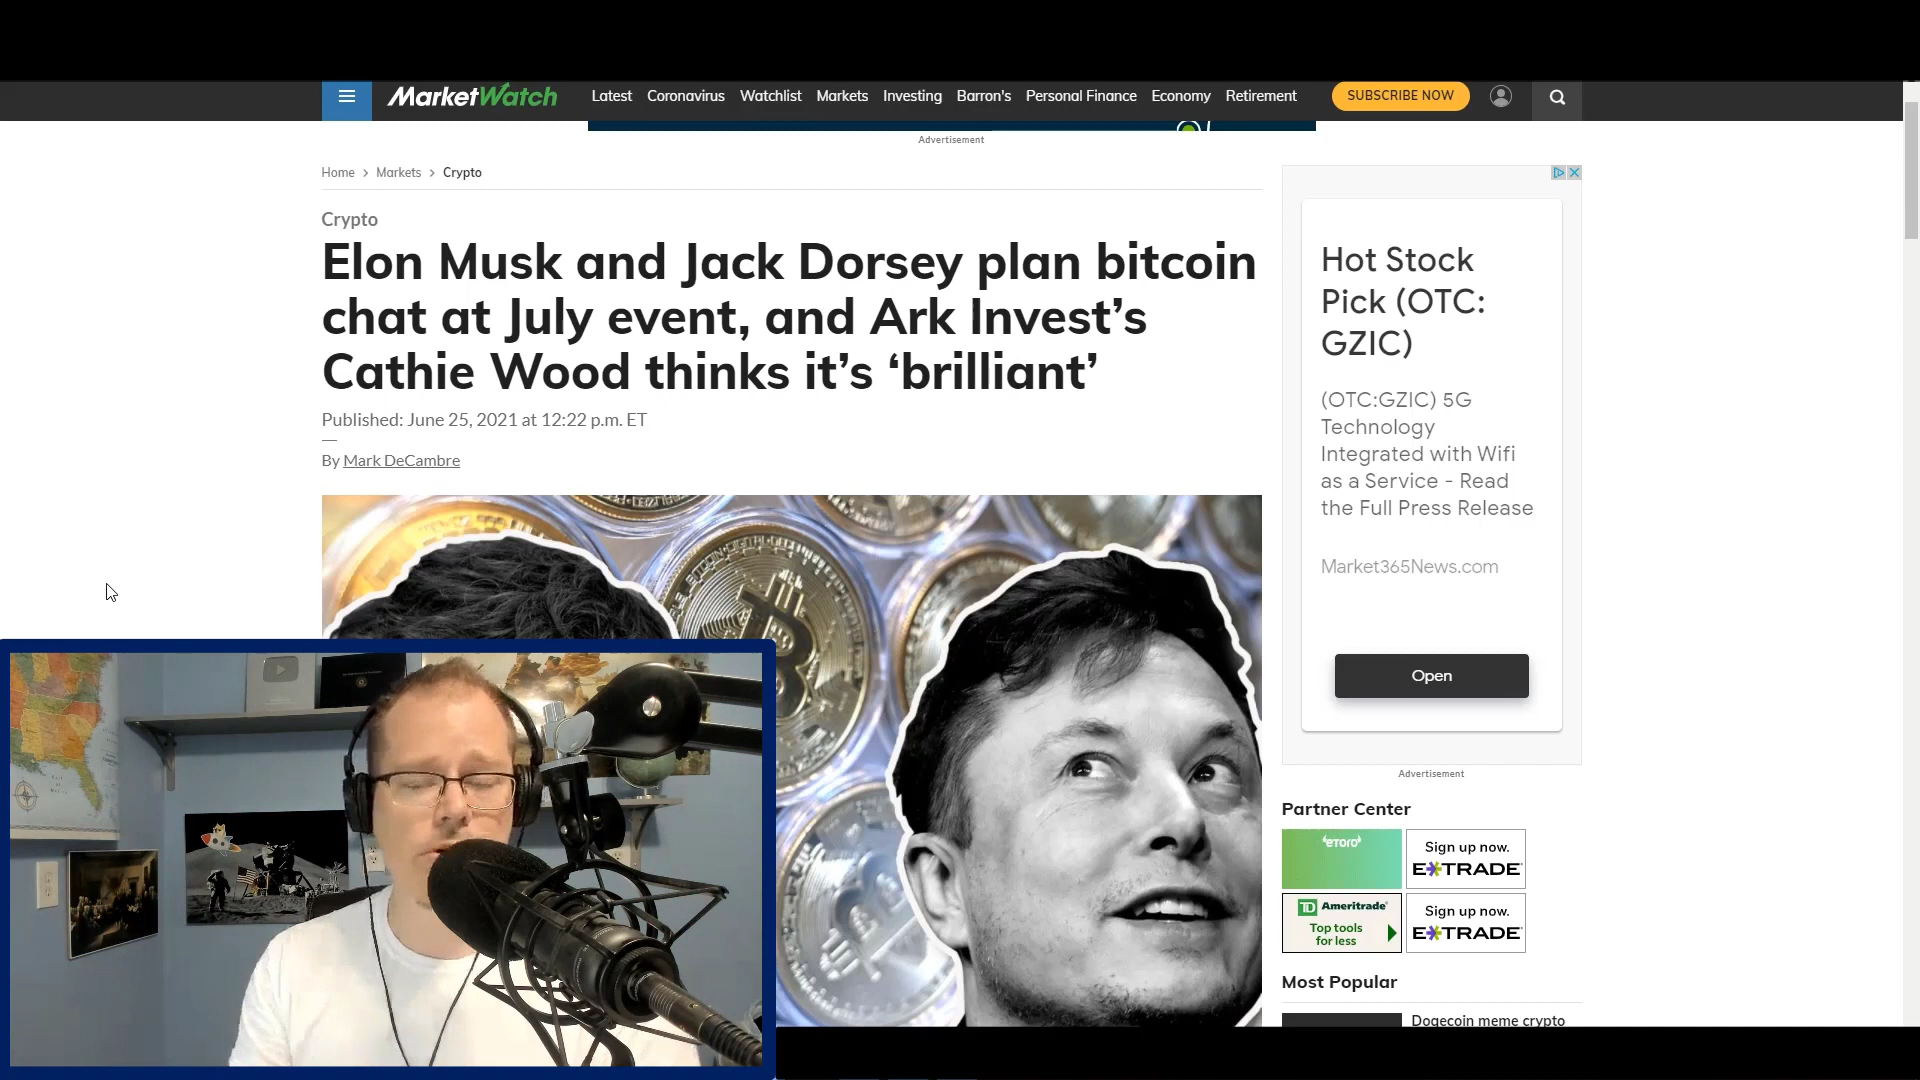 MarketWatch
Latest Coronavirus Watchlist Markets Investing Barron's Personal Finance Economy Retirement
SUBSCRIBE NOW
Advertisement
Home > Markets > Crypto
Crypto
Elon Musk and Jack Dorsey plan bitcoin
chat at July event, and Ark Invest’s
Cathie Wood thinks it’s ‘brilliant’
Published: June 25, 2021 at 12:22 p.m. ET
By Mark DeCambre
Hot Stock
Pick (OTC:
GZIC)
(OTC:GZIC) 5G
Technology
Integrated with Wifi
as a Service - Read
the Full Press Release
Market365News.com
Open
Advertisement
Partner Center
eToro
Sign up now.
E*TRADE
TD Ameritrade
Top tools
for less
Sign up now.
E*TRADE
Most Popular
Dogecoin meme crypto